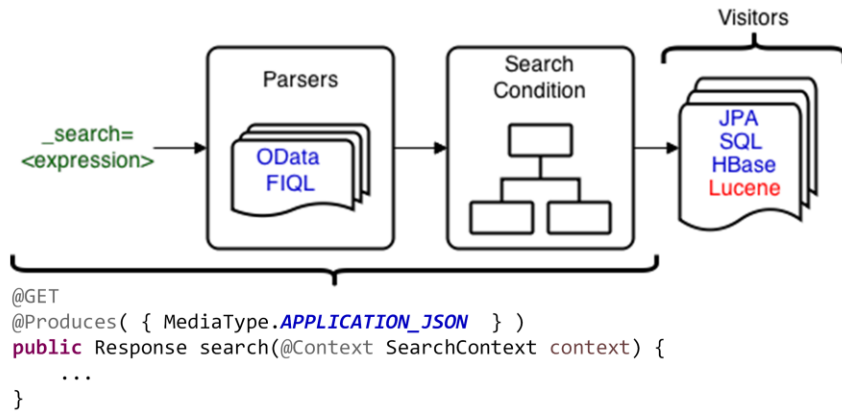 Visitors
Parsers
Search
Condition
_search=
<expression>
OData
FIQL
JPA
SQL
HBase
Lucene
@GET
@Produces( { MediaType.APPLICATION_JSON  } )
public Response search(@Context SearchContext context) {
    ...
}